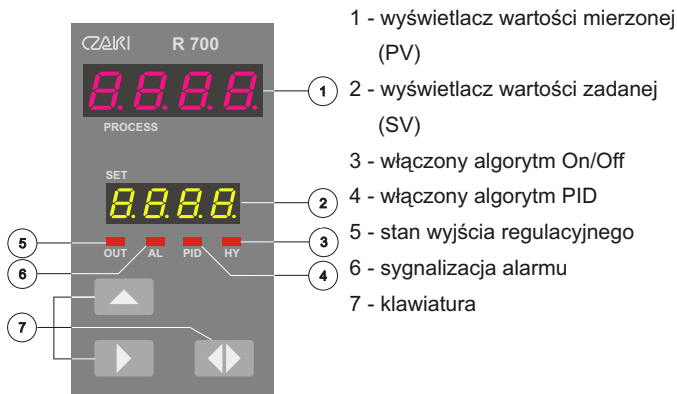 CZAKI R 700
8.8.8.8.
PROCESS
SET
8.8.8.8.
OUT AL PID HY
1
2
3
4
5
6
7
1 - wyświetlacz wartości mierzonej
(PV)
2 - wyświetlacz wartości zadanej
(SV)
3 - włączony algorytm On/Off
4 - włączony algorytm PID
5 - stan wyjścia regulacyjnego
6 - sygnalizacja alarmu
7 - klawiatura